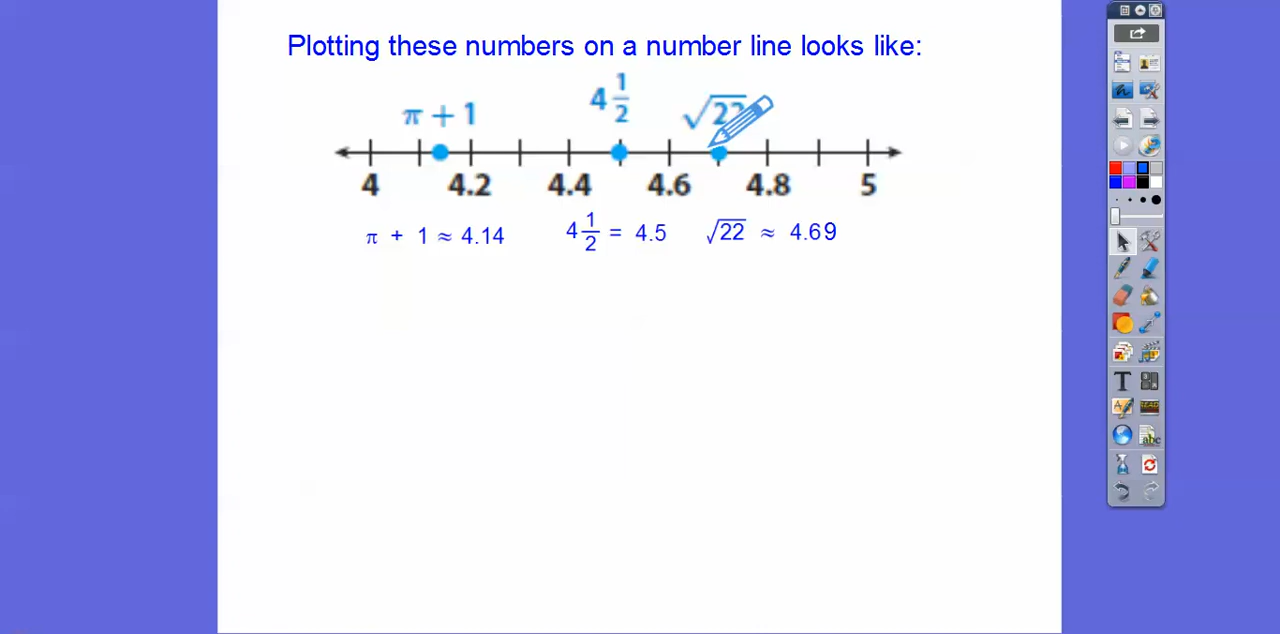 Plotting these numbers on a number line looks like:
π + 1 4 1/2 √22
4 4.2 4.4 4.6 4.8 5
π + 1 ≈ 4.14 4 1/2 = 4.5 √22 ≈ 4.69